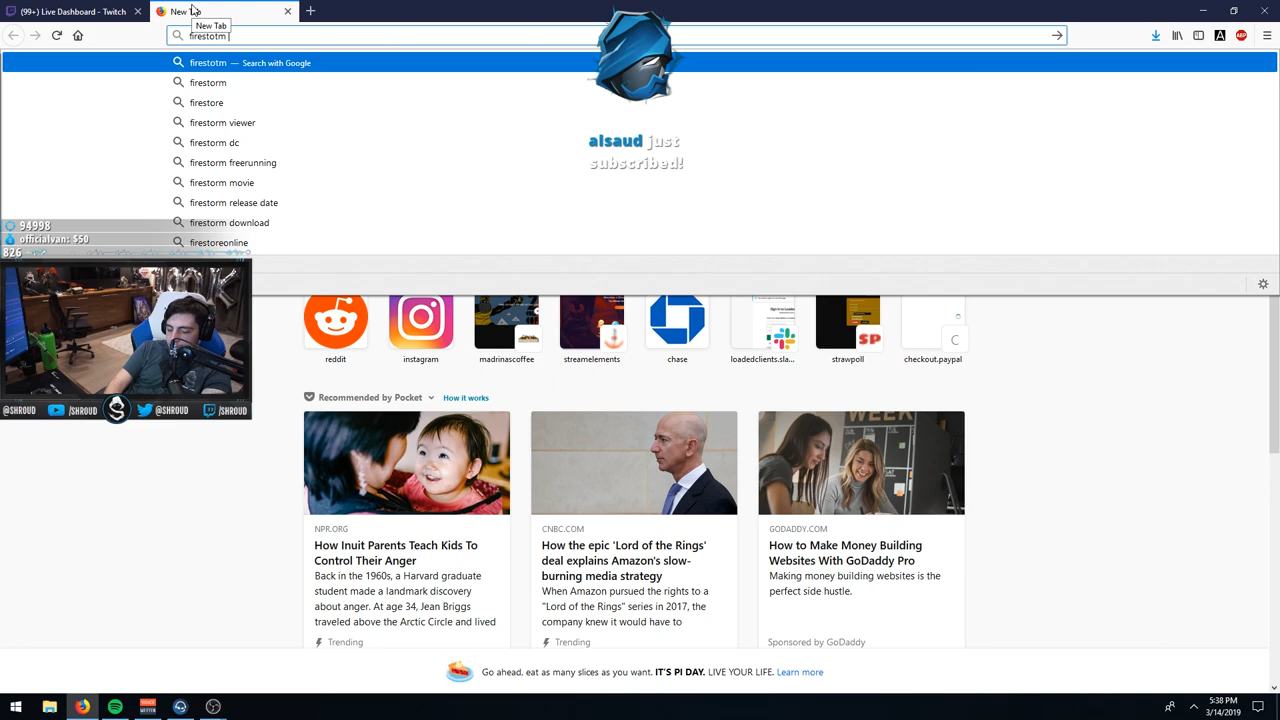 (99+) Live Dashboard - Twitch
New Tab
New Tab
firestotm
firestotm — Search with Google
firestorm
firestore
firestorm viewer
firestorm dc
firestorm freerunning
firestorm movie
firestorm release date
firestorm download
firestoreonline
alsaud just
subscribed!
94998
officialvan: $50
826
@SHROUD /SHROUD @SHROUD /SHROUD
reddit
instagram
madrinascoffee
streamelements
chase
loadedclients.sla...
strawpoll
checkout.paypal
SP
C
Recommended by Pocket
How it works
NPR.ORG
How Inuit Parents Teach Kids To
Control Their Anger
Back in the 1960s, a Harvard graduate
student made a landmark discovery
about anger. At age 34, Jean Briggs
traveled above the Arctic Circle and lived
Trending
CNBC.COM
How the epic 'Lord of the Rings'
deal explains Amazon's slow-
burning media strategy
When Amazon pursued the rights to a
"Lord of the Rings" series in 2017, the
company knew it would have to
Trending
WEEK
GODADDY.COM
How to Make Money Building
Websites With GoDaddy Pro
Making money building websites is the
perfect side hustle.
Sponsored by GoDaddy
Go ahead, eat as many slices as you want. IT'S PI DAY. LIVE YOUR LIFE. Learn more
5:38 PM
3/14/2019